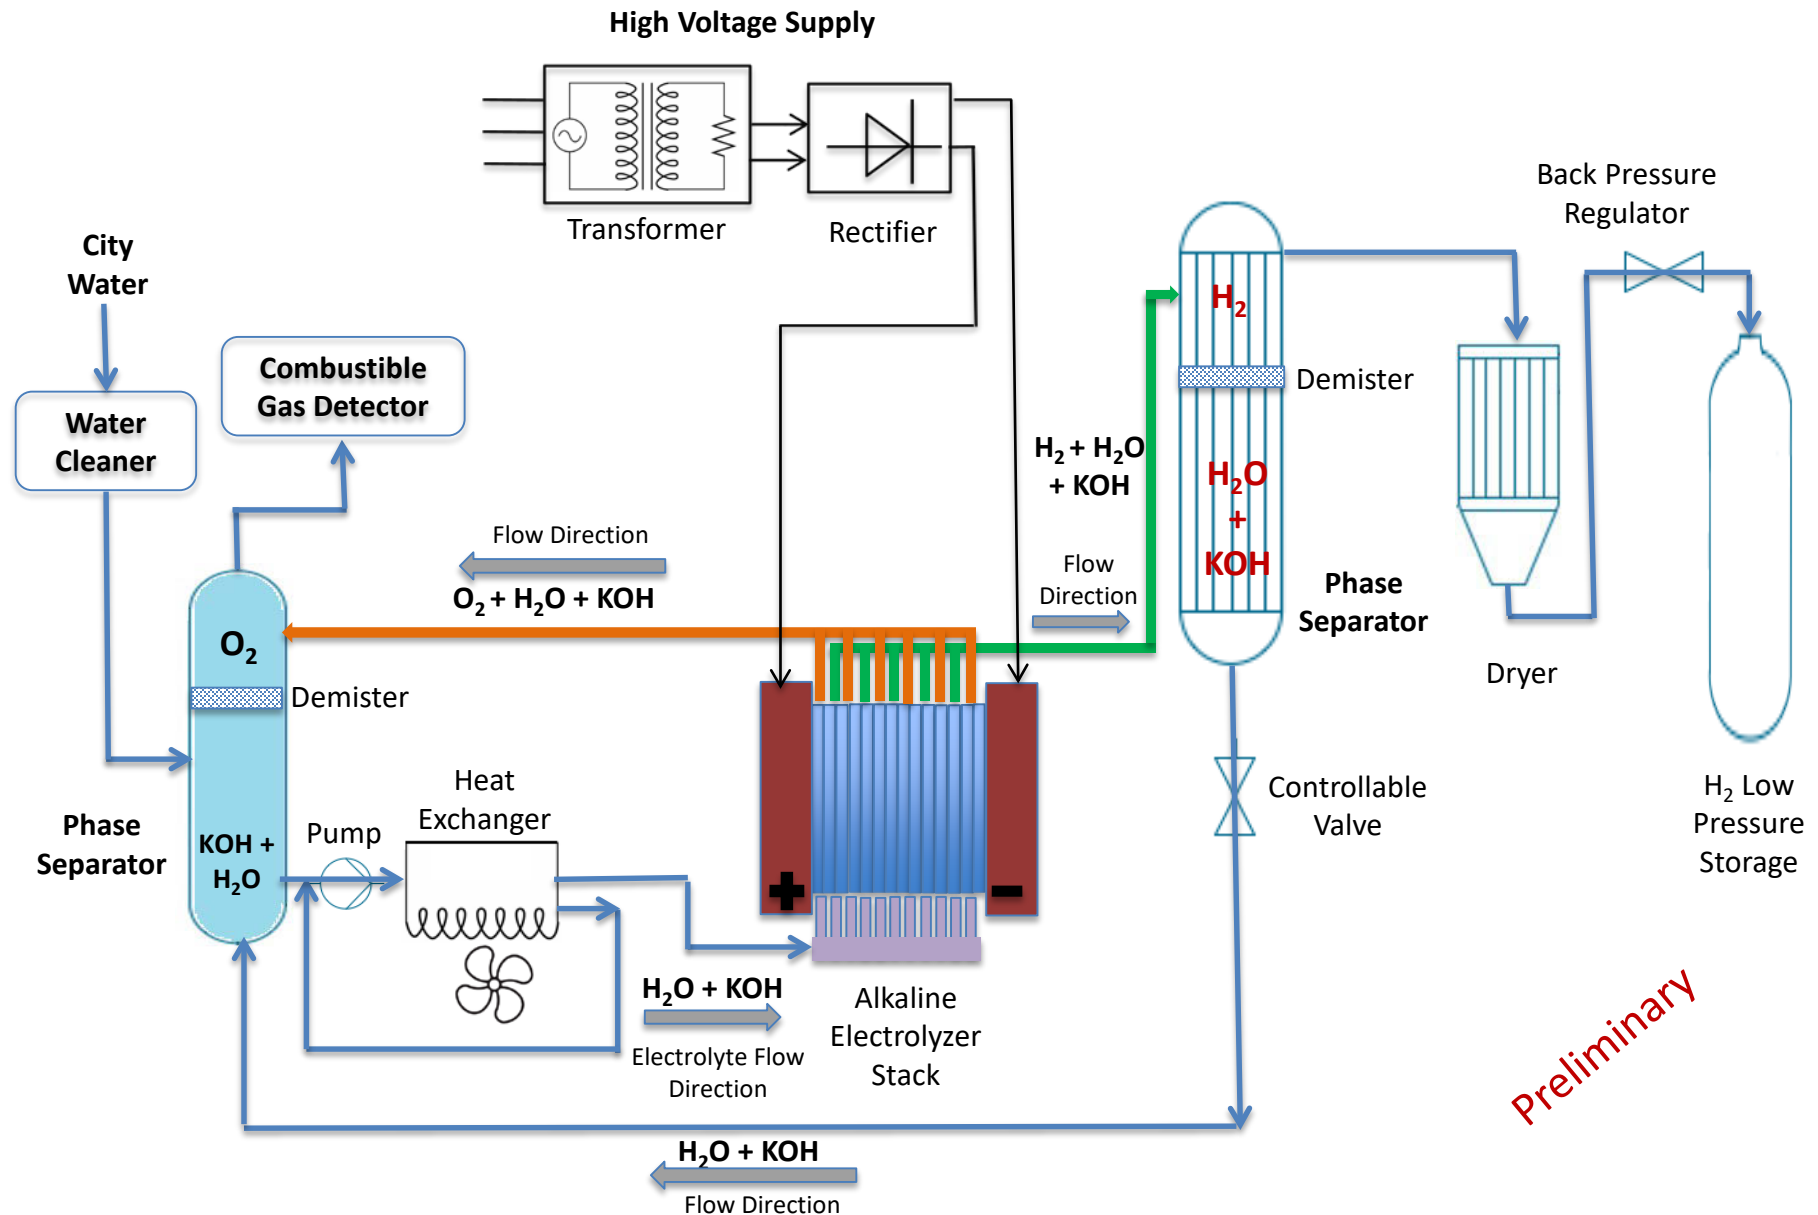 High Voltage Supply
Transformer
Rectifier
Back Pressure
Regulator
City
Water
Combustible
Gas Detector
Water
Cleaner
H₂
Demister
H₂ + H₂O
+ KOH
H₂O
+
KOH
Flow Direction
O₂ + H₂O + KOH
Flow
Direction
Phase
Separator
O₂
Demister
Dryer
Heat
Exchanger
Pump
Phase
Separator
KOH +
H₂O
+
−
Controllable
Valve
H₂ Low
Pressure
Storage
H₂O + KOH
Electrolyte Flow
Direction
Alkaline
Electrolyzer
Stack
Preliminary
H₂O + KOH
Flow Direction